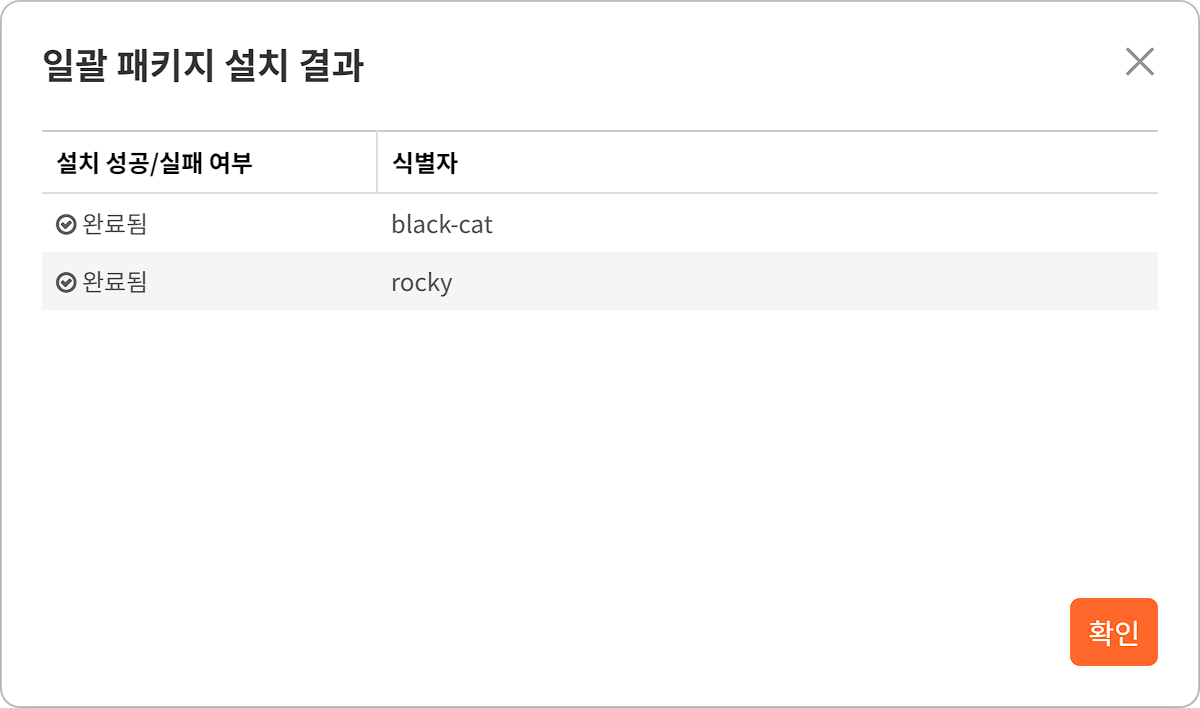 일괄 패키지 설치 결과
설치 성공/실패 여부 식별자
완료됨 black-cat
완료됨 rocky
확인